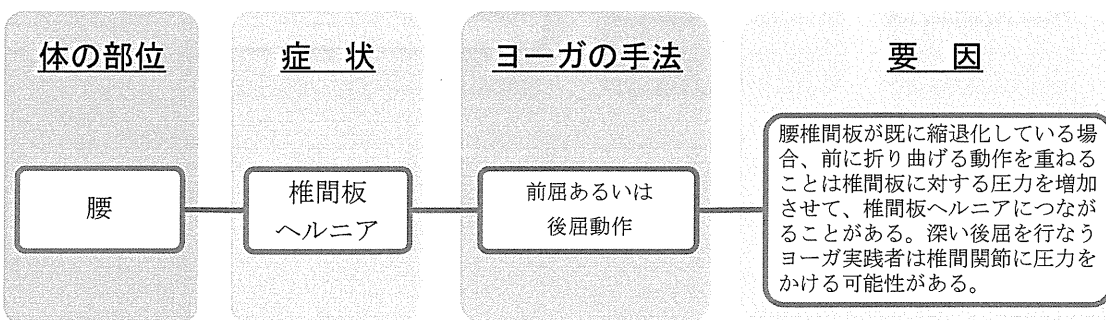 体の部位
症 状
ヨーガの手法
要 因
腰
椎間板
ヘルニア
前屈あるいは
後屈動作
腰椎間板が既に縮退化している場
合、前に折り曲げる動作を重ねる
ことは椎間板に対する圧力を増加
させて、椎間板ヘルニアにつなが
ることがある。深い後屈を行なう
ヨーガ実践者は椎間関節に圧力を
かける可能性がある。